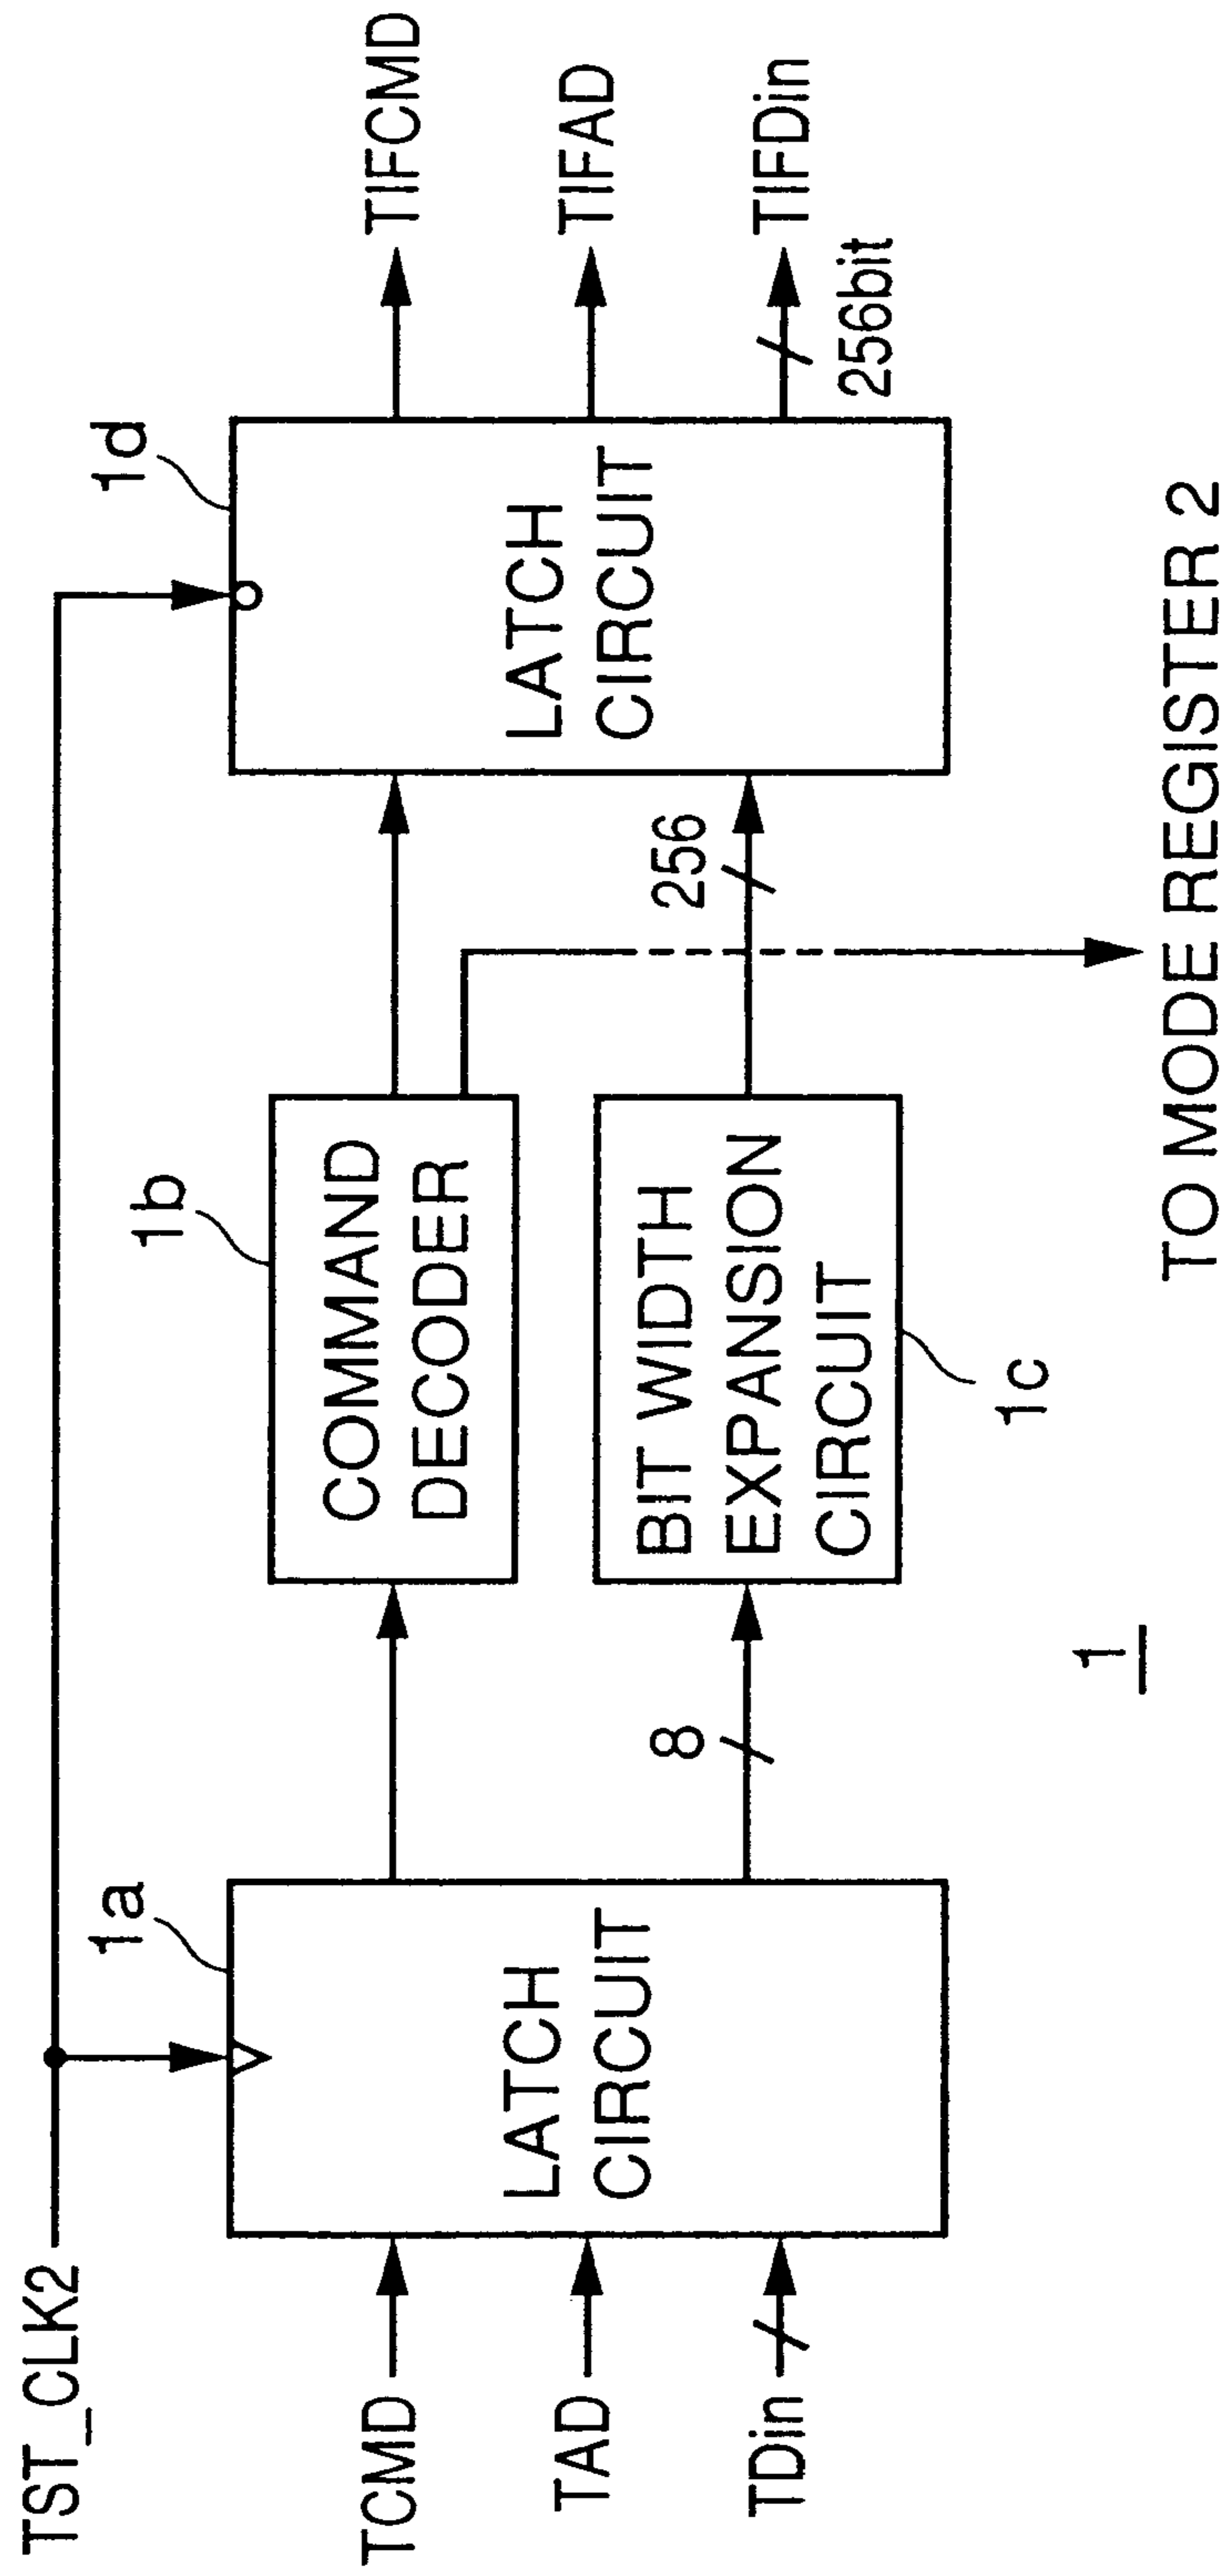 TST_CLK2
TCMD
TAD
TDin
1a
LATCH
CIRCUIT
8
1b
COMMAND
DECODER
BIT WIDTH
EXPANSION
CIRCUIT
1c
256
1d
LATCH
CIRCUIT
TIFCMD
TIFAD
TIFDin
256bit
TO MODE REGISTER 2
1